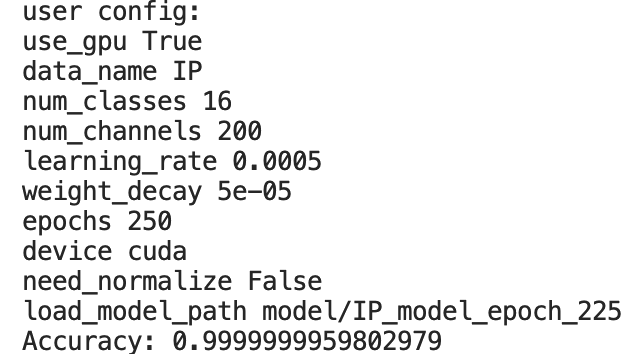 user config:
use_gpu True
data_name IP
num_classes 16
num_channels 200
learning_rate 0.0005
weight_decay 5e-05
epochs 250
device cuda
need_normalize False
load_model_path model/IP_model_epoch_225
Accuracy: 0.9999999959802979